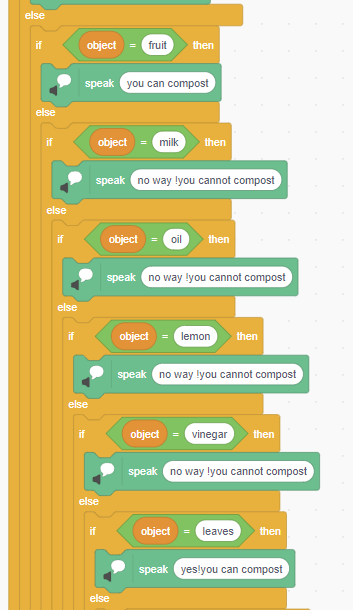 else
if object = fruit then
speak you can compost
else
if object = milk then
speak no way !you cannot compost
else
if object = oil then
speak no way !you cannot compost
else
if object = lemon then
speak no way !you cannot compost
else
if object = vinegar then
speak no way !you cannot compost
else
if object = leaves then
speak yes!you can compost
else